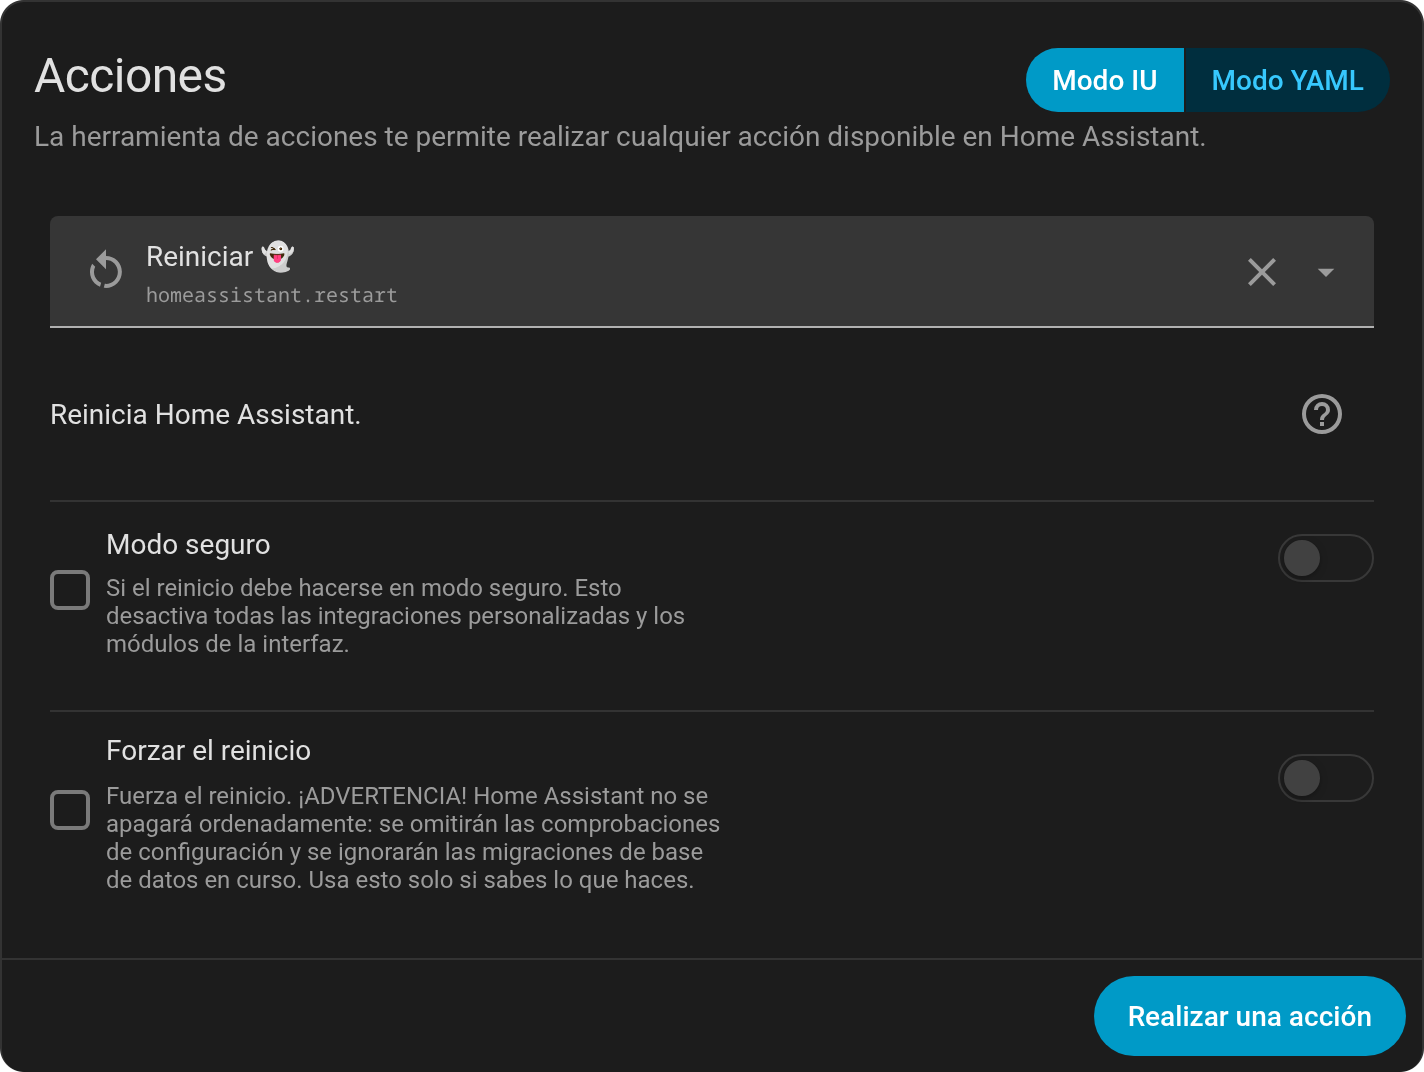 Acciones
Modo IU
Modo YAML
La herramienta de acciones te permite realizar cualquier acción disponible en Home Assistant.
Reiniciar 👻
homeassistant.restart
Reinicia Home Assistant.
Modo seguro
Si el reinicio debe hacerse en modo seguro. Esto
desactiva todas las integraciones personalizadas y los
módulos de la interfaz.
Forzar el reinicio
Fuerza el reinicio. ¡ADVERTENCIA! Home Assistant no se
apagará ordenadamente: se omitirán las comprobaciones
de configuración y se ignorarán las migraciones de base
de datos en curso. Usa esto solo si sabes lo que haces.
Realizar una acción